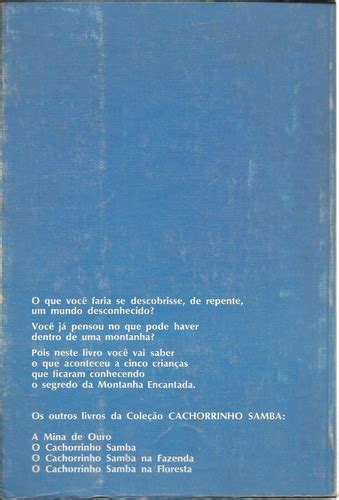 O que você faria se descobrisse, de repente,
um mundo desconhecido?
Você já pensou no que pode haver
dentro de uma montanha?
Pois neste livro você vai saber
o que aconteceu a cinco crianças
que ficaram conhecendo
o segredo da Montanha Encantada.
Os outros livros da Coleção CACHORRINHO SAMBA:
A Mina de Ouro
O Cachorrinho Samba
O Cachorrinho Samba na Fazenda
O Cachorrinho Samba na Floresta